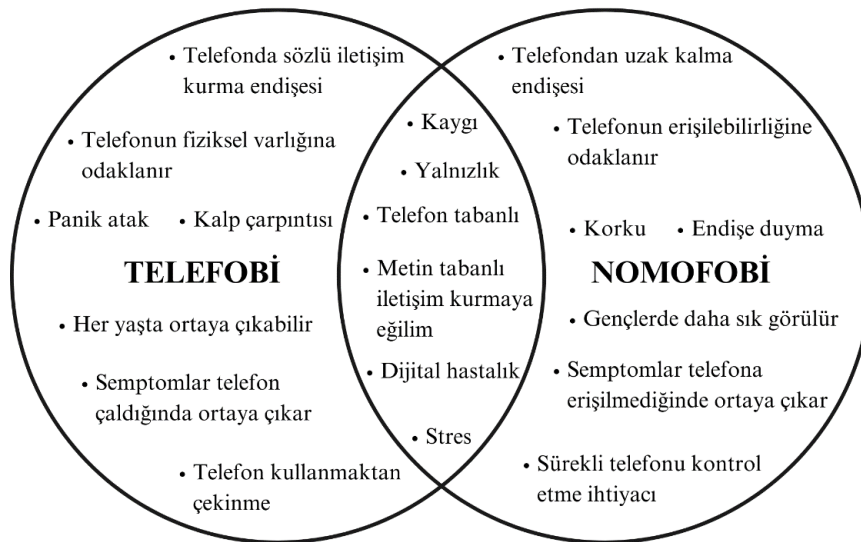 • Telefonda sözlü iletişim
kurma endişesi
• Telefonun fiziksel varlığına
odaklanır
• Panik atak • Kalp çarpıntısı
TELEFOBİ
• Her yaşta ortaya çıkabilir
• Semptomlar telefon
çaldığında ortaya çıkar
• Telefon kullanmaktan
çekinme
• Kaygı
• Yalnızlık
• Telefon tabanlı
• Metin tabanlı
iletişim kurmaya
eğilim
• Dijital hastalık
• Stres
• Telefondan uzak kalma
endişesi
• Telefonun erişilebilirliğine
odaklanır
• Korku • Endişe duyma
NOMOFOBİ
• Gençlerde daha sık görülür
• Semptomlar telefona
erişilmediğinde ortaya çıkar
• Sürekli telefonu kontrol
etme ihtiyacı